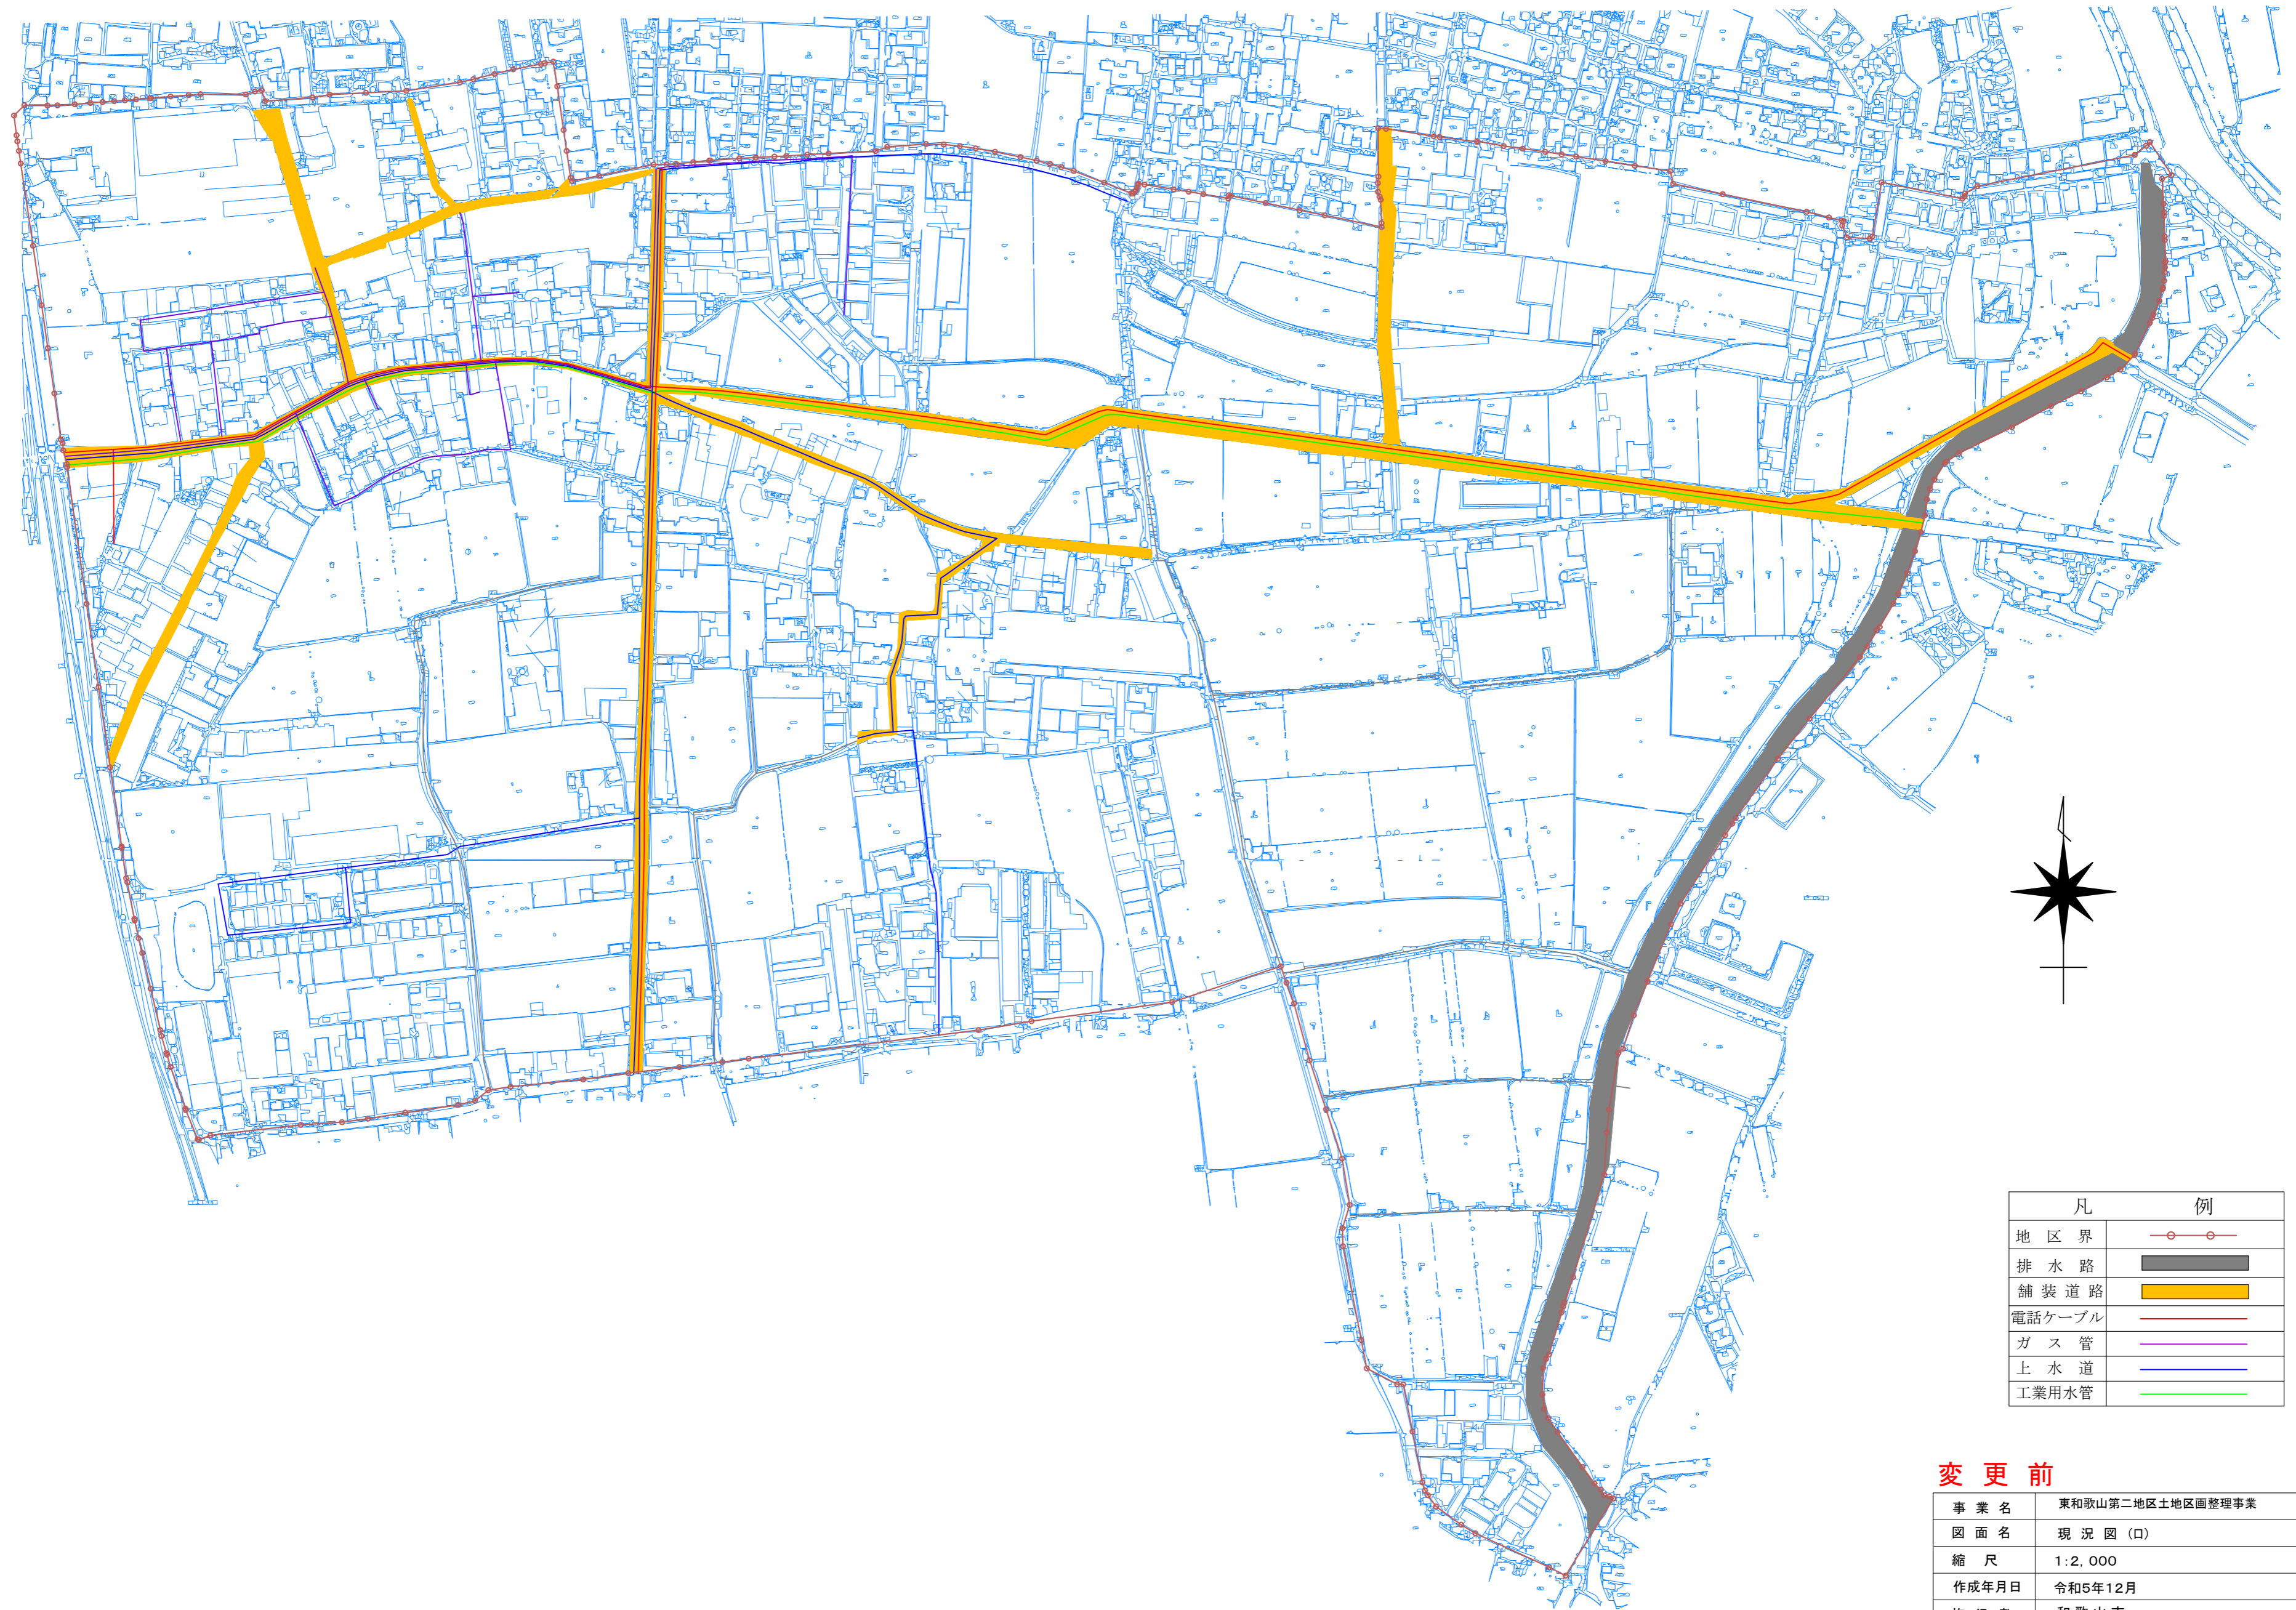 凡 例
地 区 界
排 水 路
舗 装 道 路
電話ケーブル
ガ ス 管
上 水 道
工業用水管
変 更 前
事 業 名 東和歌山第二地区土地区画整理事業
図 面 名 現 況 図 (ロ)
縮 尺 1:2,000
作成年月日 令和5年12月